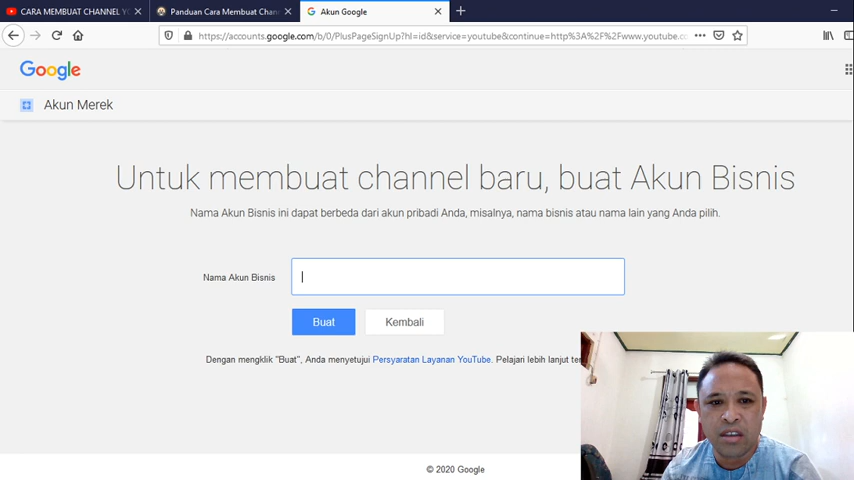 CARA MEMBUAT CHANNEL YO
Panduan Cara Membuat Chann
Akun Google
https://accounts.google.com/b/0/PlusPageSignUp?hl=id&service=youtube&continue=http%3A%2F%2Fwww.youtube.co
Google
Akun Merek
Untuk membuat channel baru, buat Akun Bisnis
Nama Akun Bisnis ini dapat berbeda dari akun pribadi Anda, misalnya, nama bisnis atau nama lain yang Anda pilih.
Nama Akun Bisnis
Buat Kembali
Dengan mengklik "Buat", Anda menyetujui Persyaratan Layanan YouTube. Pelajari lebih lanjut
© 2020 Google